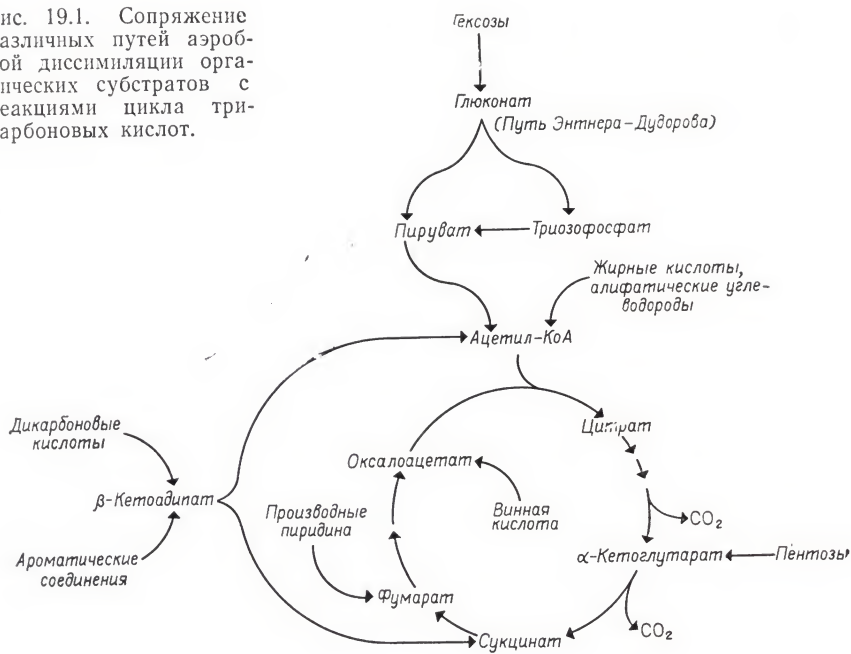 ис. 19.1. Сопряжение
азличных путей аэроб-
ой диссимиляции орга-
ических субстратов с
еакциями цикла три-
арбоновых кислот.
Гексозы
Глюконат
(Путь Энтнера–Дудорова)
Пируват
Триозофосфат
Жирные кислоты,
алифатические угле-
водороды
Ацетил–КоА
Дикарбоновые
кислоты
Цитрат
Оксалоацетат
β-Кетоадипат
Производные
пиридина
Винная
кислота
CO₂
Ароматические
соединения
α-Кетоглутарат
Пентозы
Фумарат
CO₂
Сукцинат